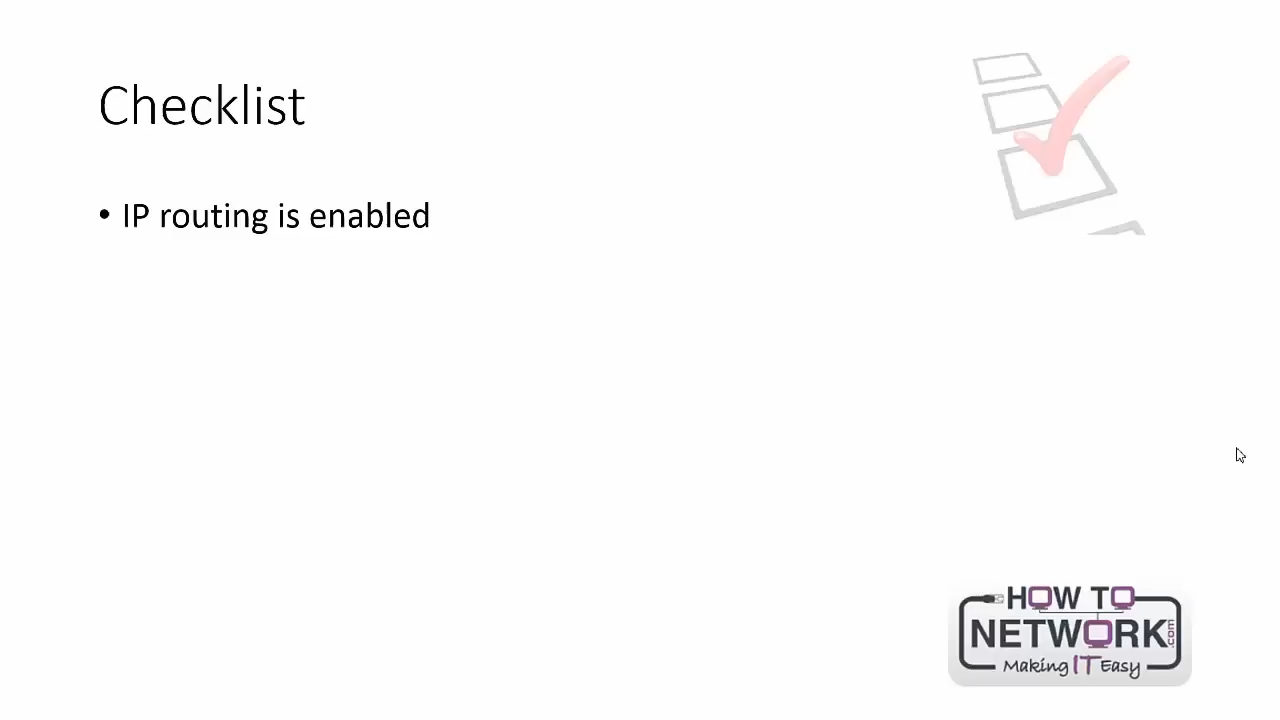 Checklist
• IP routing is enabled
HOW TO
NETWORK.com
Making IT Easy